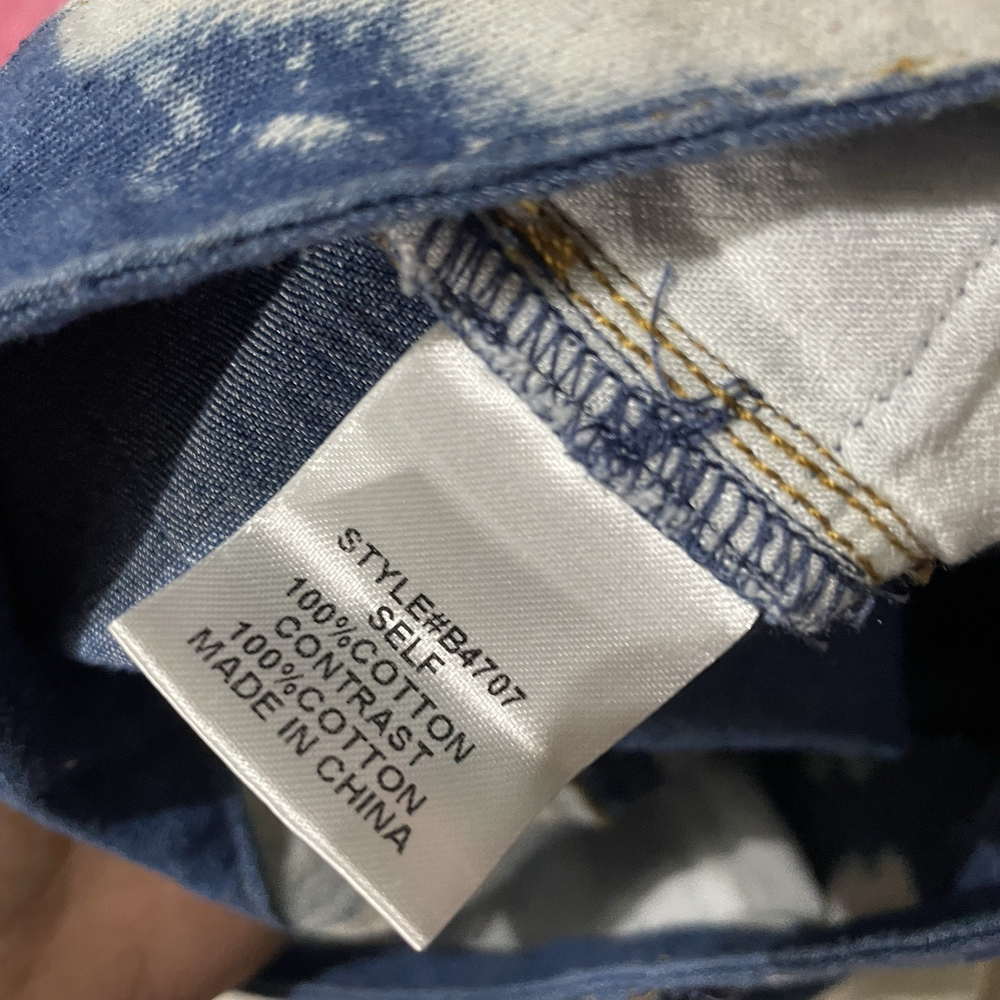 STYLE#B4707
SELF
100%COTTON
CONTRAST
100%COTTON
MADE IN CHINA